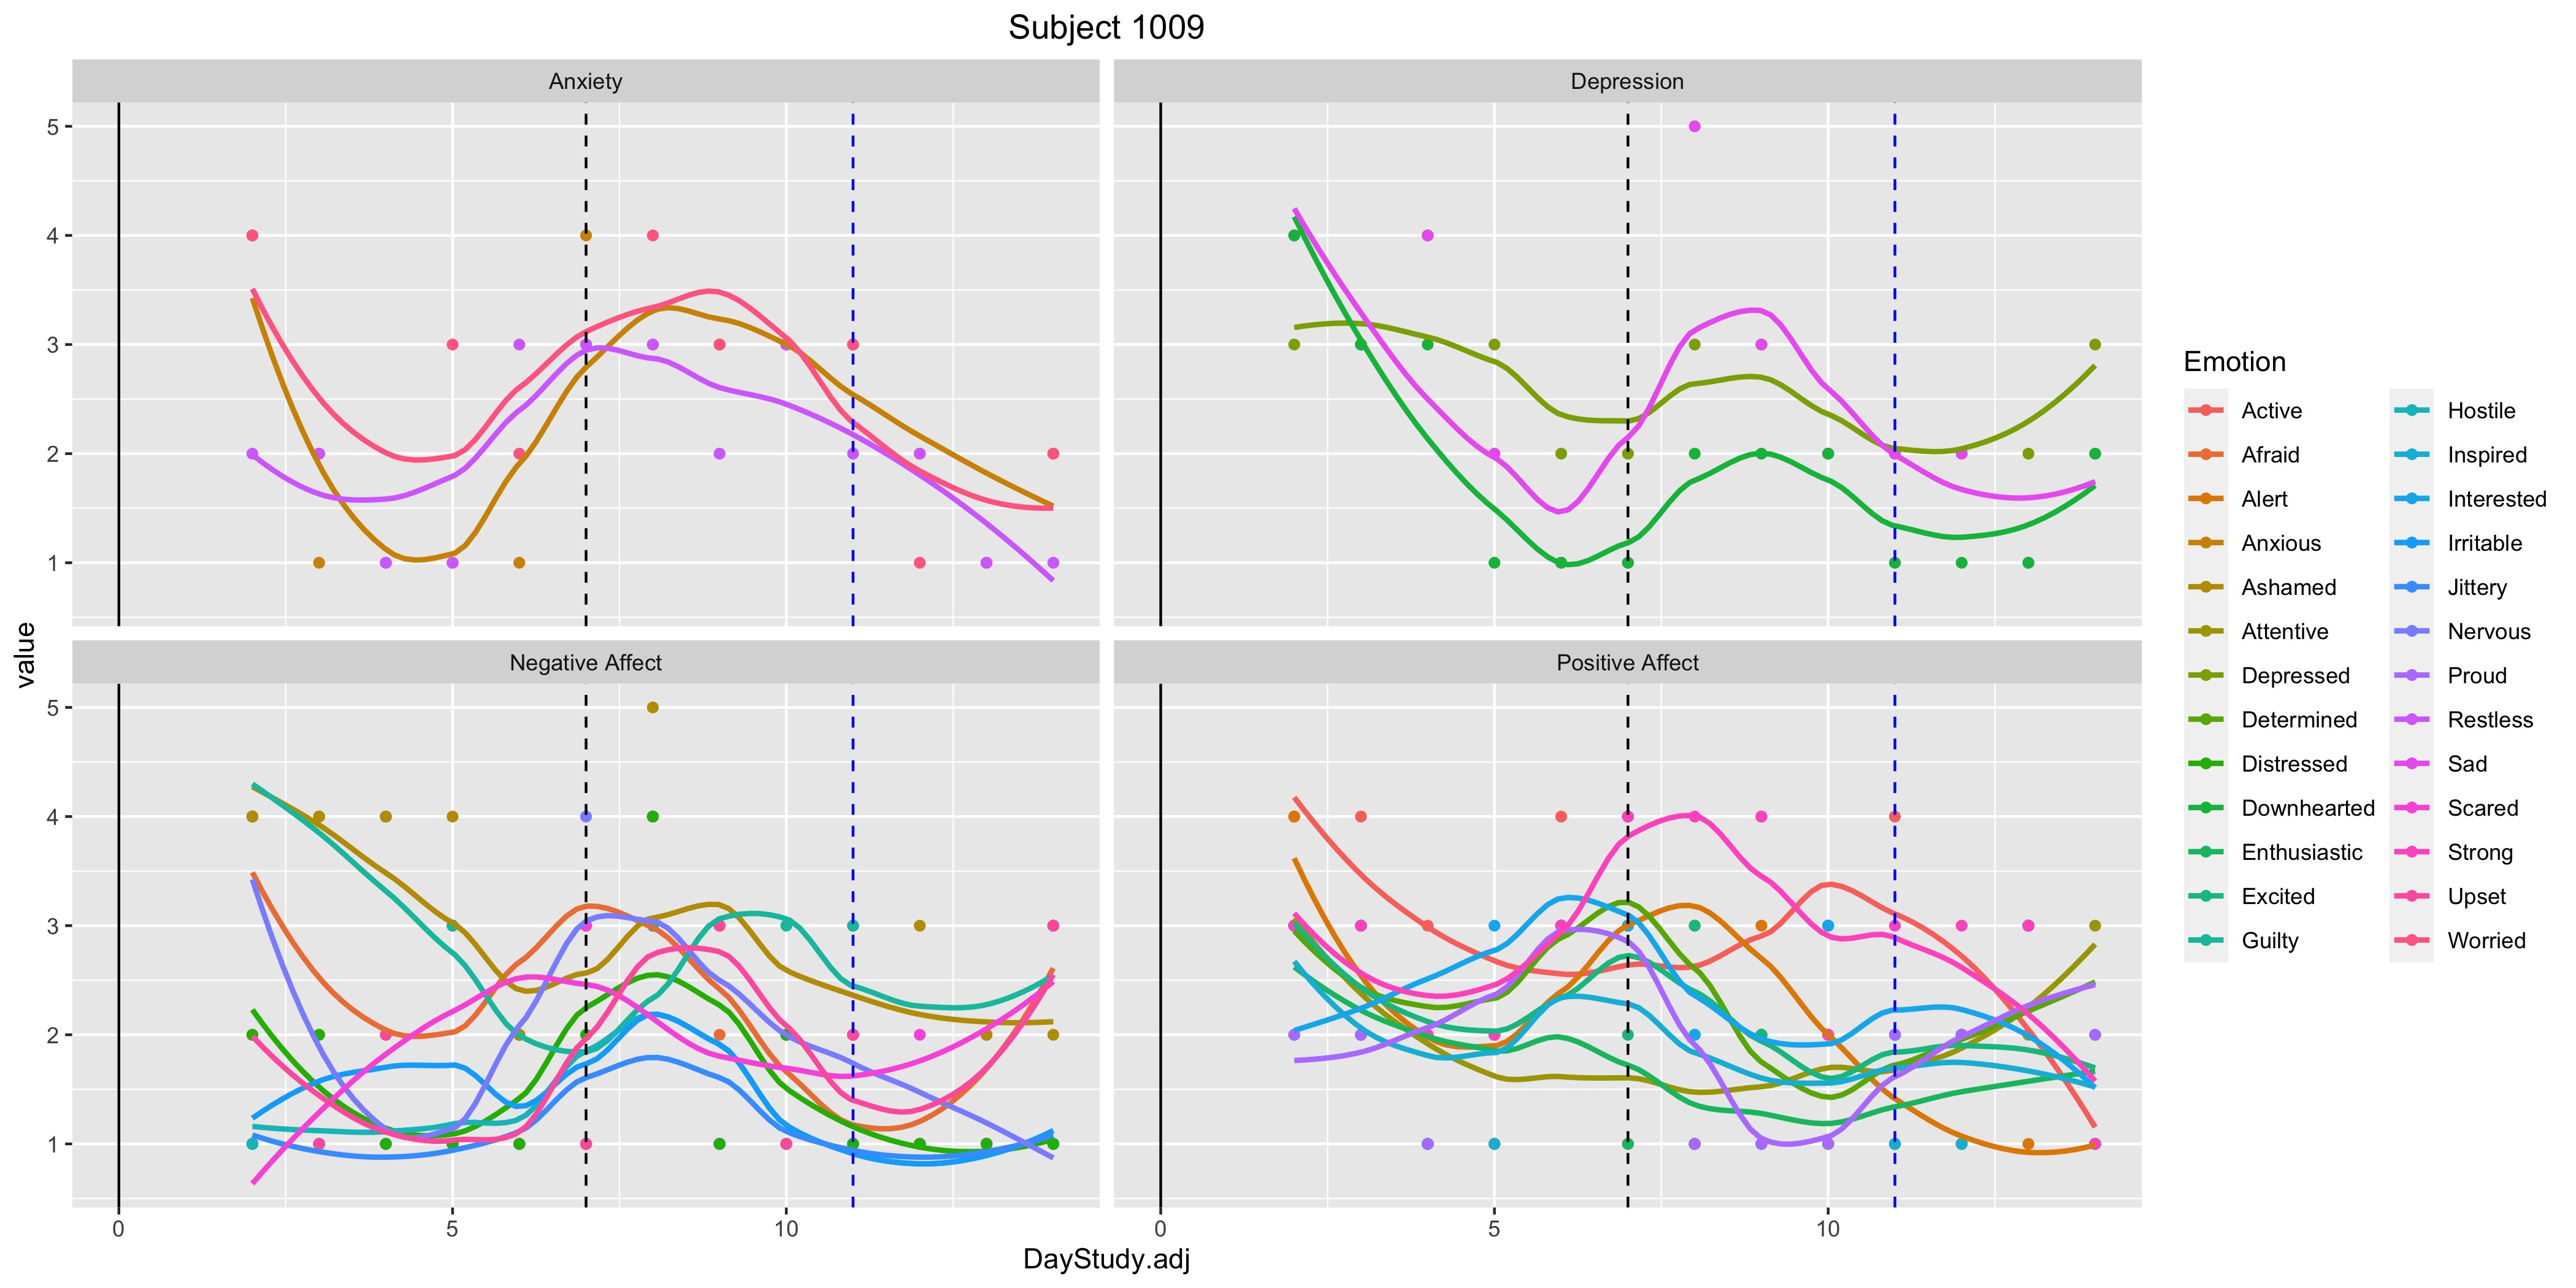 Subject 1009
Anxiety
Depression
5
4
3
2
1
Negative Affect
Positive Affect
5
4
3
2
1
0
5
10
0
5
10
value
DayStudy.adj
Emotion
Active
Afraid
Alert
Anxious
Ashamed
Attentive
Depressed
Determined
Distressed
Downhearted
Enthusiastic
Excited
Guilty
Hostile
Inspired
Interested
Irritable
Jittery
Nervous
Proud
Restless
Sad
Scared
Strong
Upset
Worried